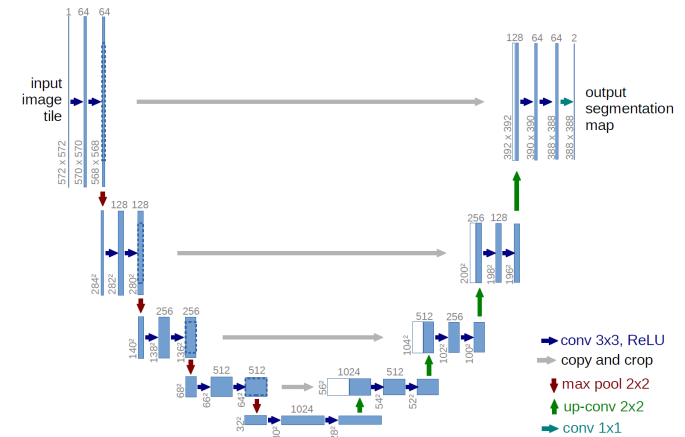 1 64 64
128 64 64 2
input
image
tile
output
segmentation
map
572 x 572
570 x 570
568 x 568
392 x 392
390 x 390
388 x 388
388 x 388
128 128
256 128
284²
282²
280²
200²
198²
196²
256 256
512 256
140²
138²
136²
104²
102²
100²
512 512
1024 512
68²
66²
64²
56²
54²
52²
1024
32²
conv 3x3, ReLU
copy and crop
max pool 2x2
up-conv 2x2
conv 1x1